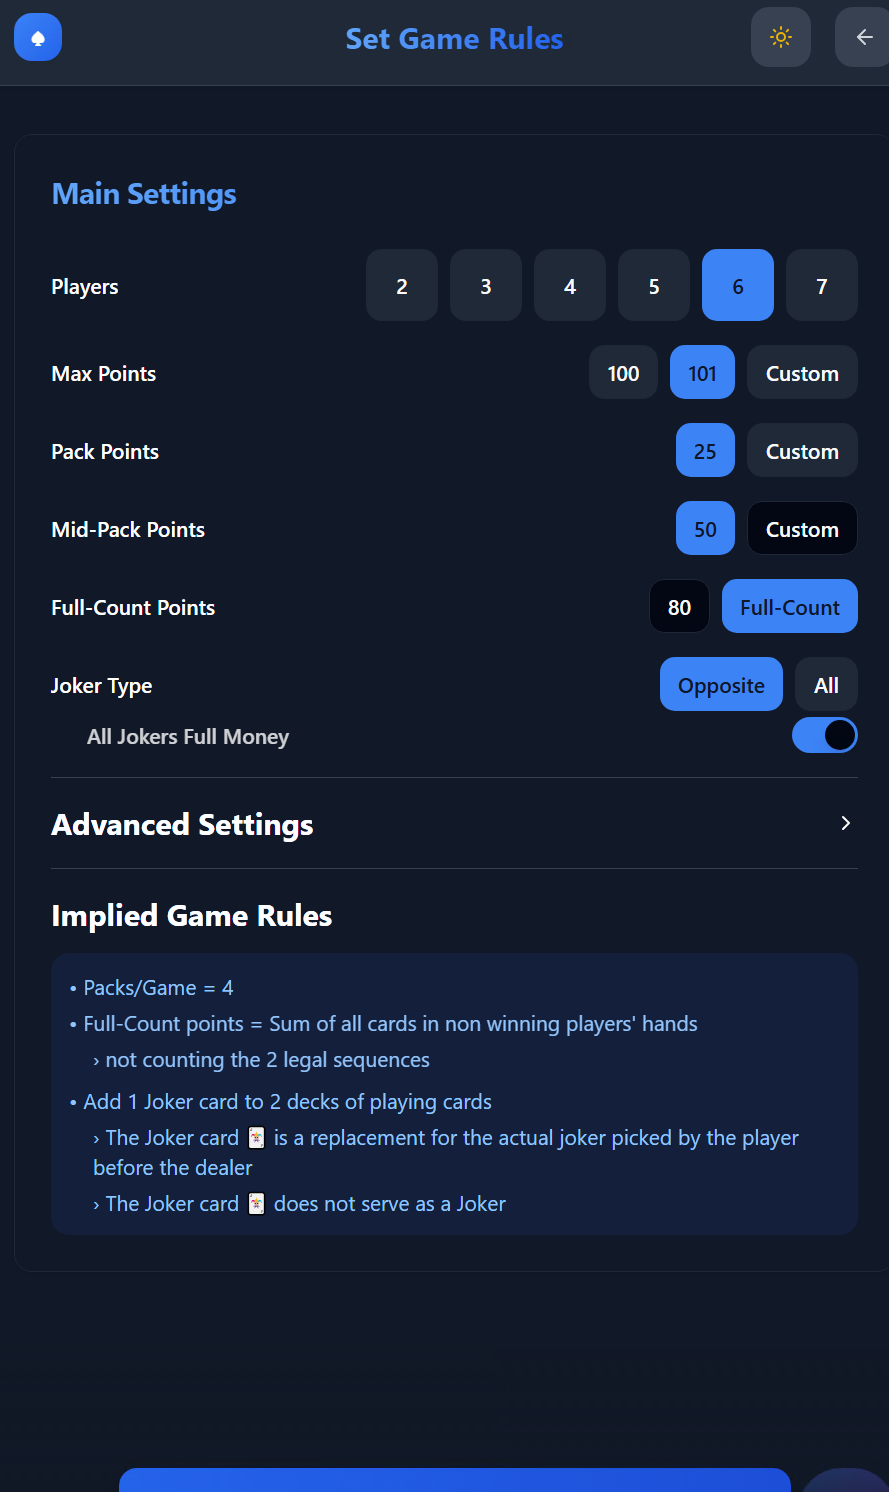 Set Game Rules
Main Settings
Players 2 3 4 5 6 7
Max Points 100 101 Custom
Pack Points 25 Custom
Mid-Pack Points 50 Custom
Full-Count Points 80 Full-Count
Joker Type Opposite All
All Jokers Full Money
Advanced Settings
Implied Game Rules
• Packs/Game = 4
• Full-Count points = Sum of all cards in non winning players' hands
› not counting the 2 legal sequences
• Add 1 Joker card to 2 decks of playing cards
› The Joker card 🃏 is a replacement for the actual joker picked by the player
before the dealer
› The Joker card 🃏 does not serve as a Joker